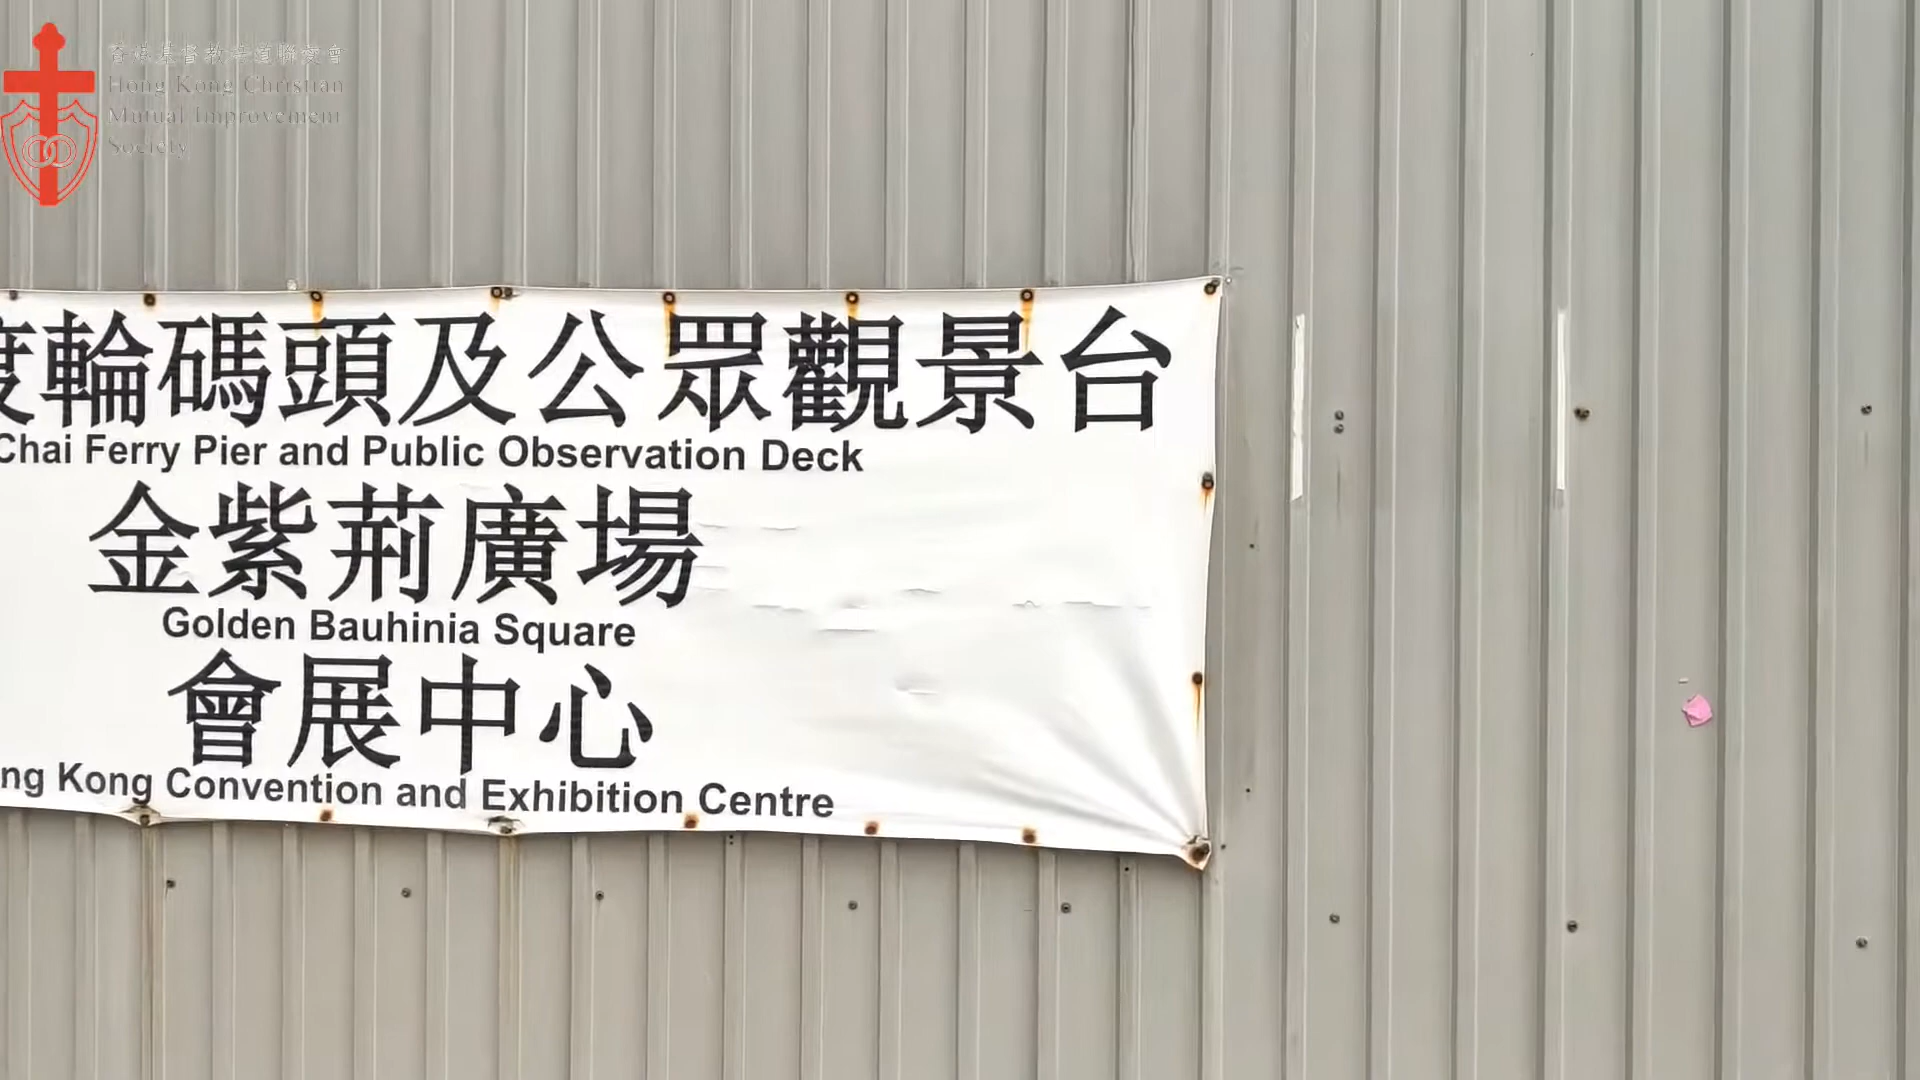 Hong Kong Christian
Mutual Improvement
Society
輪碼頭及公眾觀景台
Chai Ferry Pier and Public Observation Deck
金紫荊廣場
Golden Bauhinia Square
會展中心
ng Kong Convention and Exhibition Centre